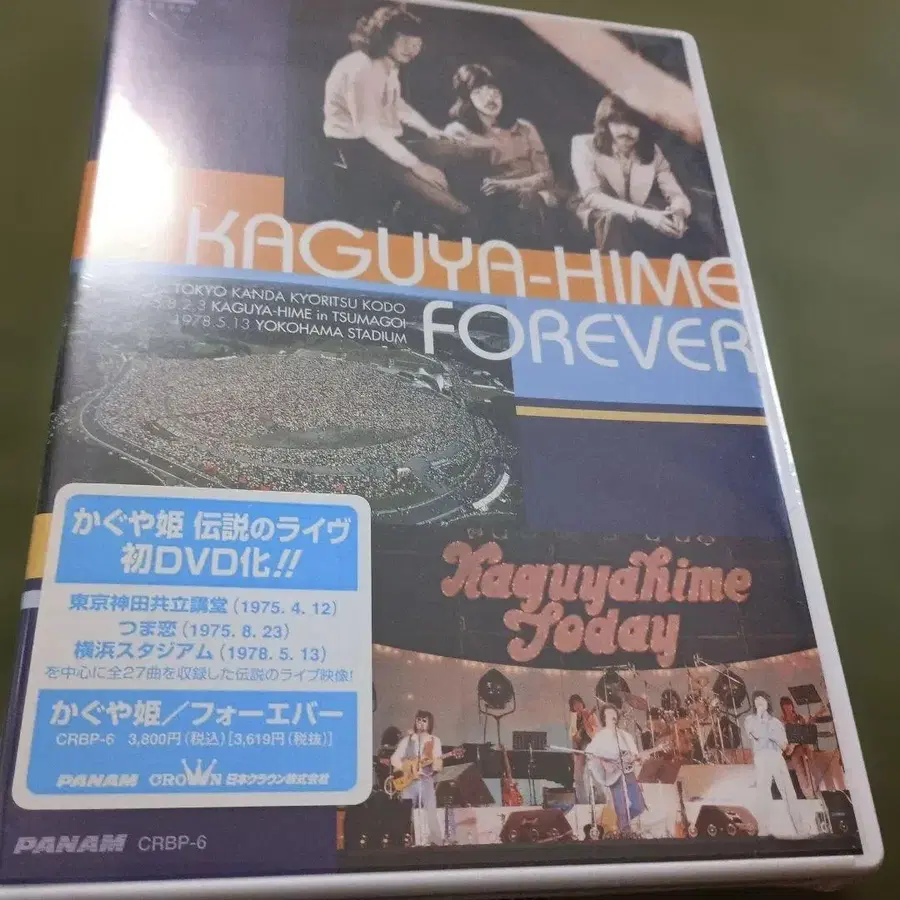 KAGUYA-HIME
FOREVER
TOKYO KANDA KYORITSU KODO
.8.2.3 KAGUYA-HIME in TSUMAGOI
1978.5.13 YOKOHAMA STADIUM
かぐや姫 伝説のライヴ
初DVD化!!
東京神田共立講堂(1975. 4. 12)
つま恋(1975. 8. 23)
横浜スタジアム(1978. 5. 13)
を中心に全27曲を収録した伝説のライブ映像!
かぐや姫/フォーエバー
CRBP-6 3,800円(税込)[3,619円(税抜)]
PANAM CROWN 日本クラウン株式会社
Kaguyahime
Today
PANAM CRBP-6